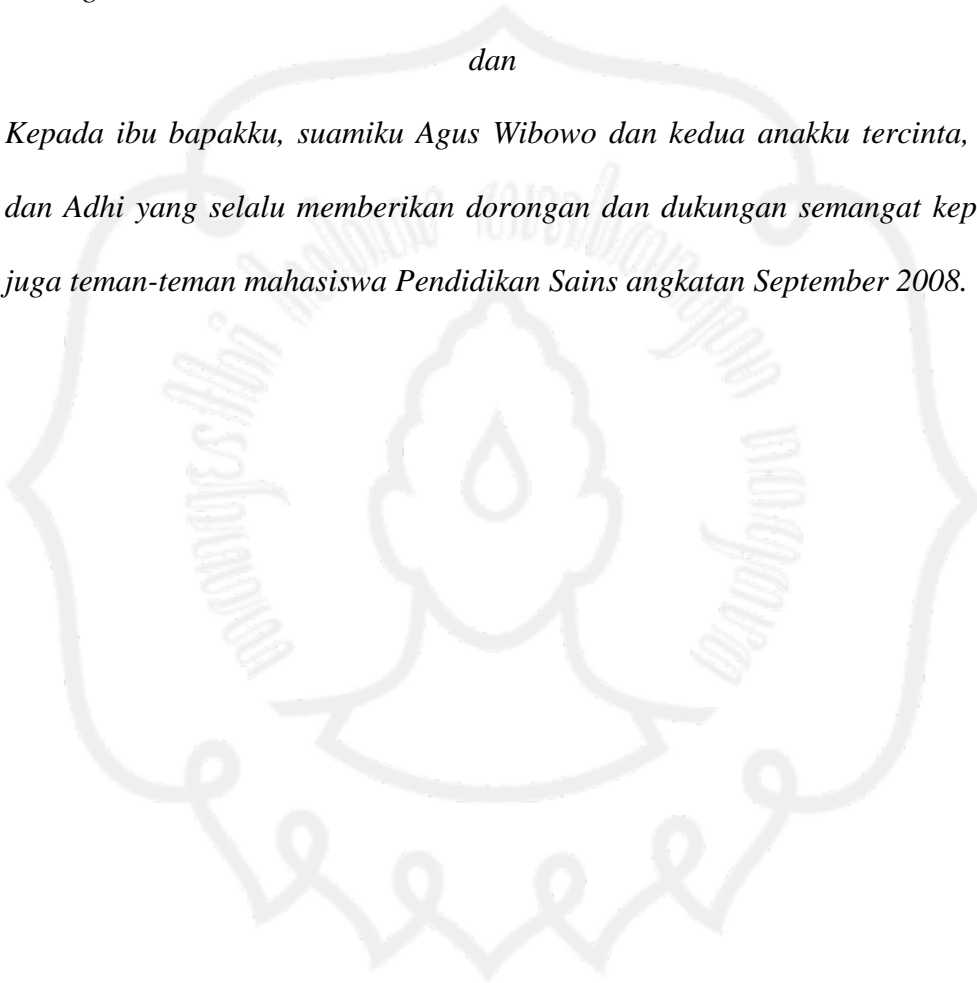 dan
Kepada ibu bapakku, suamiku Agus Wibowo dan kedua anakku tercinta,
dan Adhi yang selalu memberikan dorongan dan dukungan semangat kep
juga teman-teman mahasiswa Pendidikan Sains angkatan September 2008.